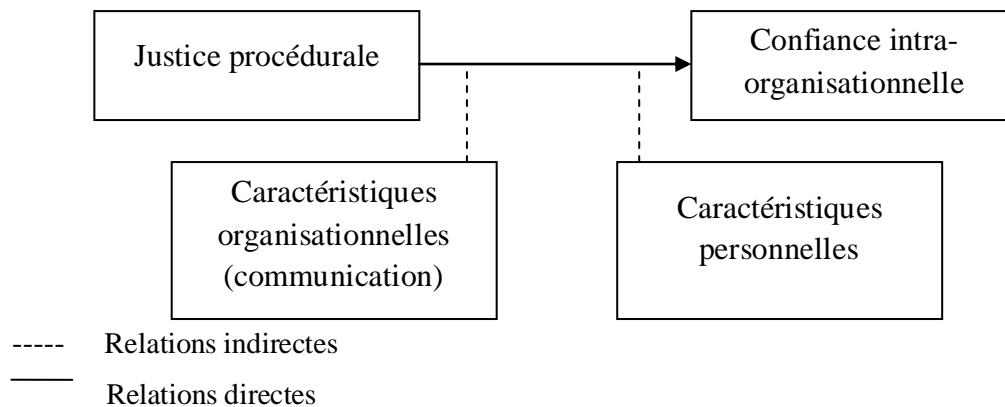 Justice procédurale
Confiance intra-
organisationnelle
Caractéristiques
organisationnelles
(communication)
Caractéristiques
personnelles
----- Relations indirectes
Relations directes